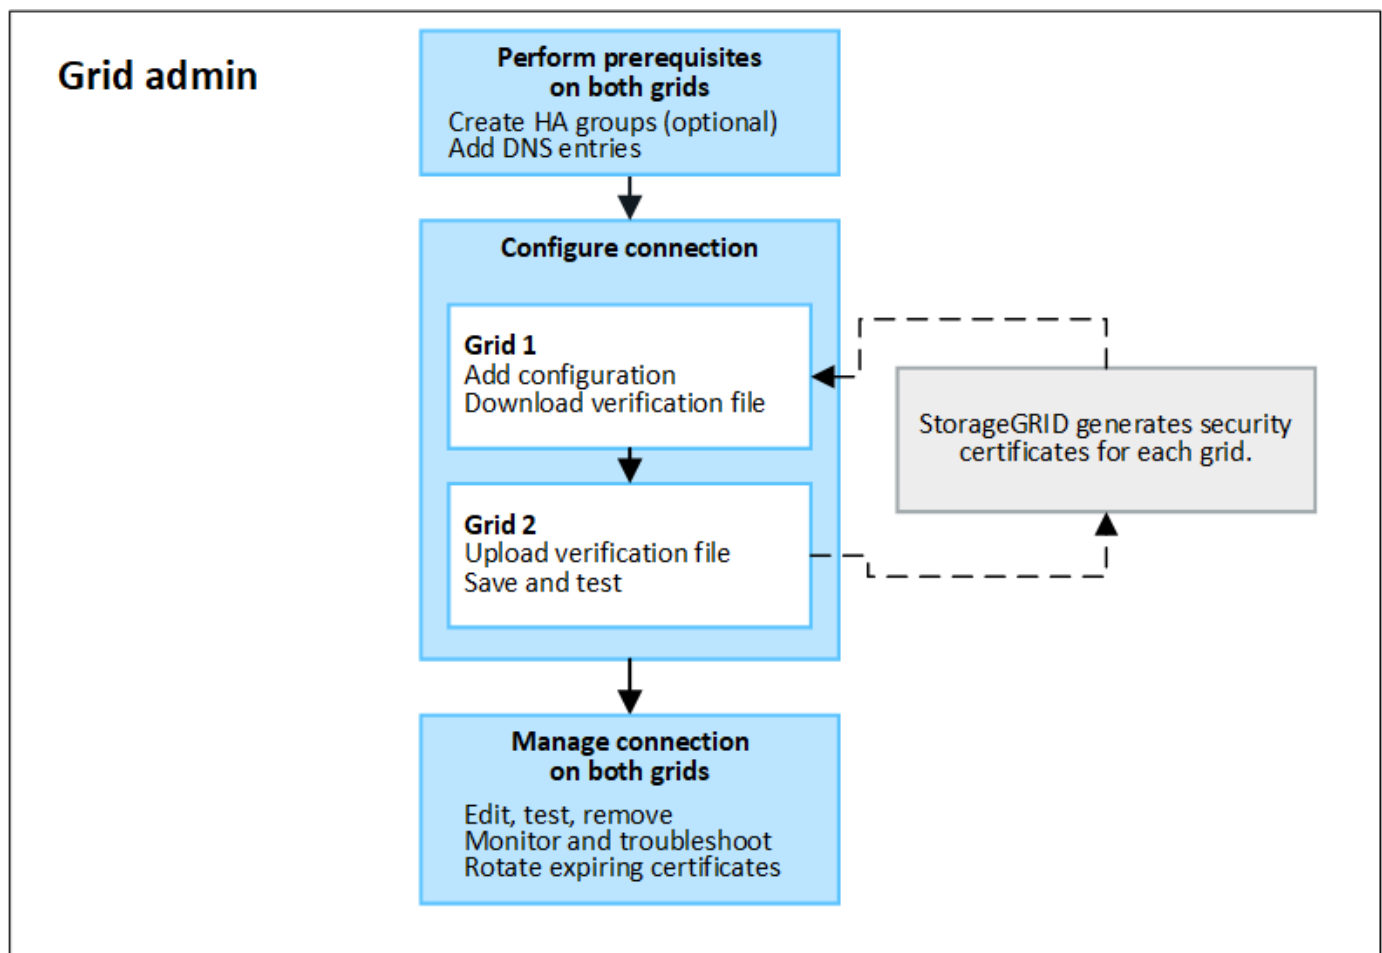 Grid admin
Perform prerequisites
on both grids
Create HA groups (optional)
Add DNS entries
Configure connection
Grid 1
Add configuration
Download verification file
StorageGRID generates security
certificates for each grid.
Grid 2
Upload verification file
Save and test
Manage connection
on both grids
Edit, test, remove
Monitor and troubleshoot
Rotate expiring certificates